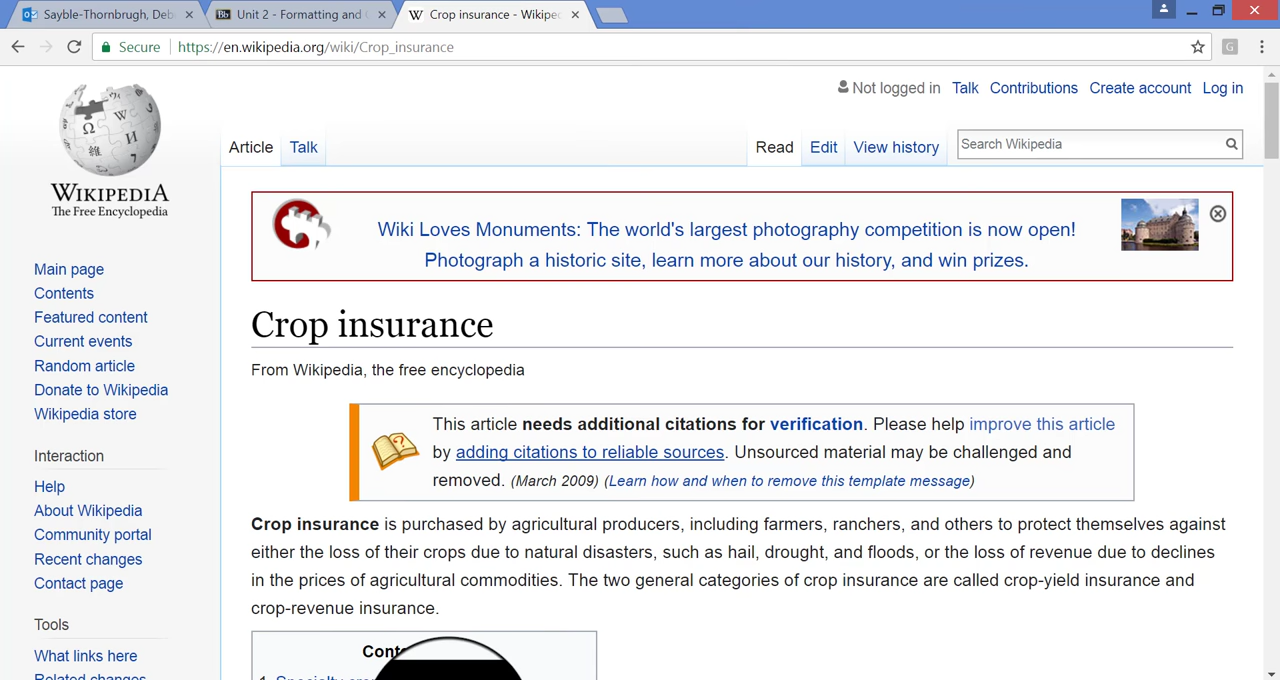 Sayble-Thornbrugh, Deb
Unit 2 - Formatting and
Crop insurance - Wikiped
Secure
https://en.wikipedia.org/wiki/Crop_insurance
Not logged in Talk Contributions Create account Log in
Article Talk Read Edit View history Search Wikipedia
WIKIPEDIA
The Free Encyclopedia
Main page
Contents
Featured content
Current events
Random article
Donate to Wikipedia
Wikipedia store
Interaction
Help
About Wikipedia
Community portal
Recent changes
Contact page
Tools
What links here
Related changes
Wiki Loves Monuments: The world's largest photography competition is now open!
Photograph a historic site, learn more about our history, and win prizes.
Crop insurance
From Wikipedia, the free encyclopedia
This article needs additional citations for verification. Please help improve this article
by adding citations to reliable sources. Unsourced material may be challenged and
removed. (March 2009) (Learn how and when to remove this template message)
Crop insurance is purchased by agricultural producers, including farmers, ranchers, and others to protect themselves against
either the loss of their crops due to natural disasters, such as hail, drought, and floods, or the loss of revenue due to declines
in the prices of agricultural commodities. The two general categories of crop insurance are called crop-yield insurance and
crop-revenue insurance.